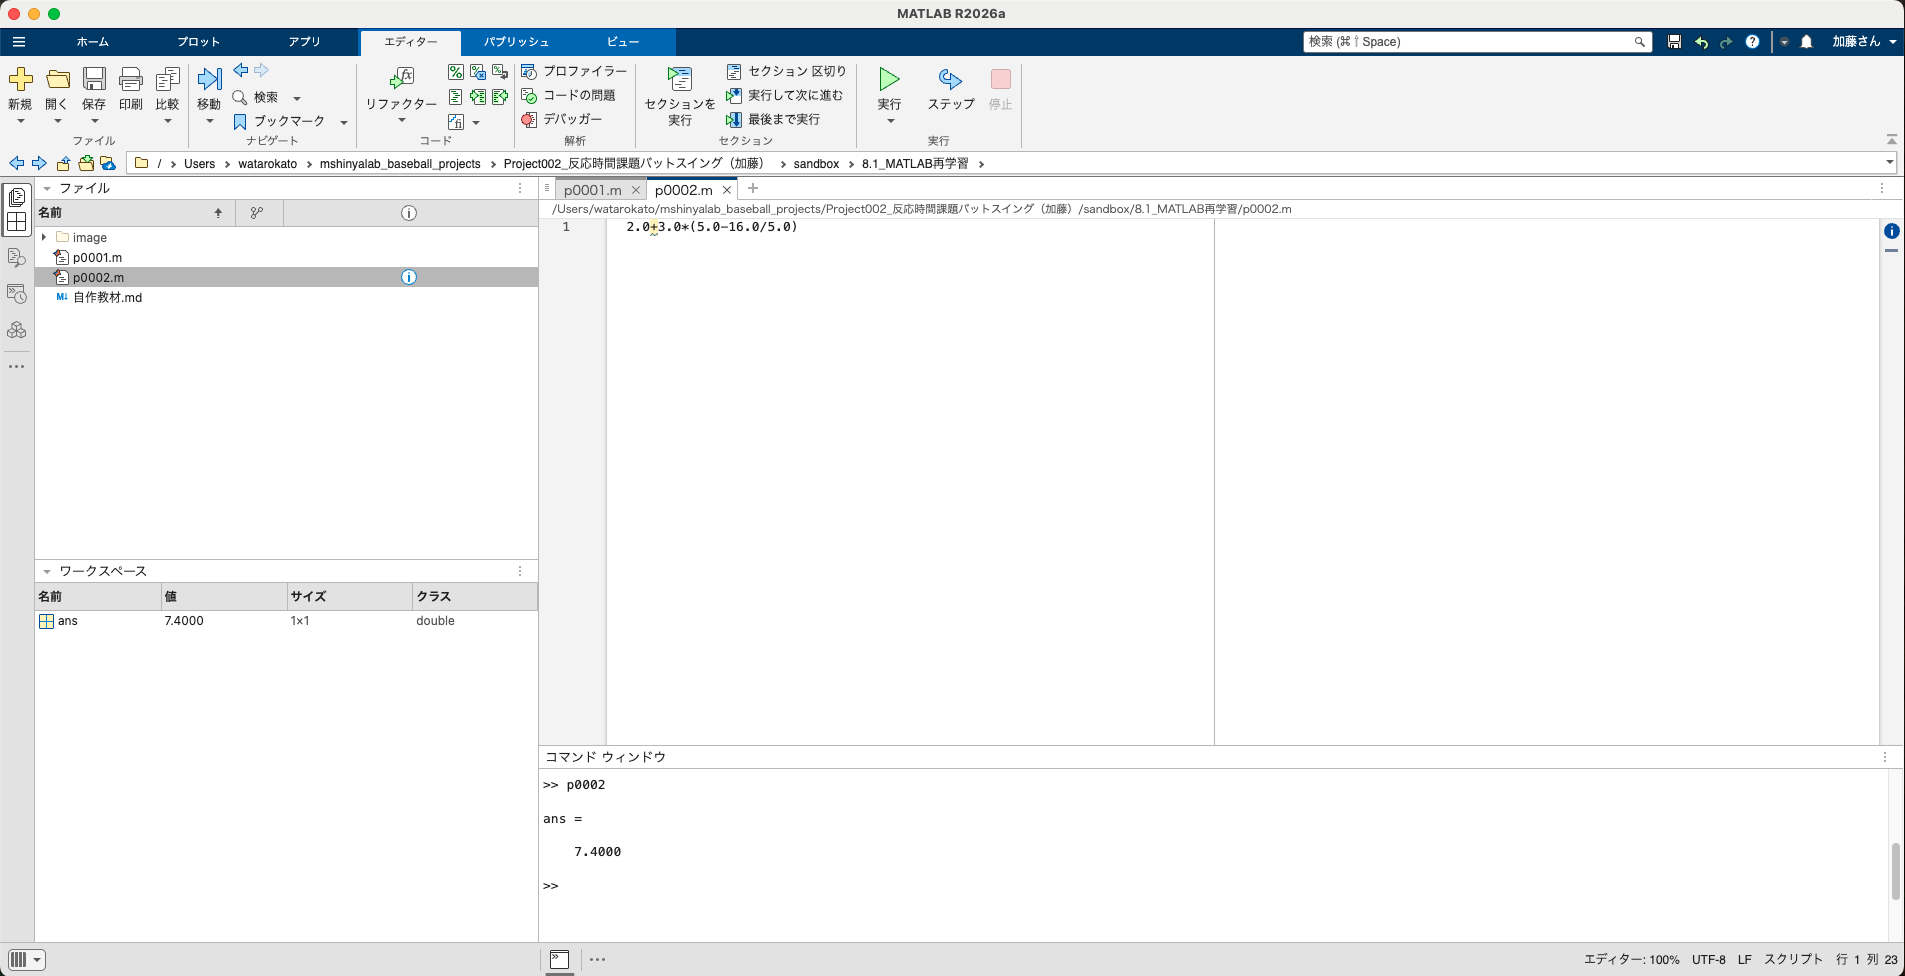 MATLAB R2026a
ホーム プロット アプリ エディター パブリッシュ ビュー 検索 (⌘⇧Space) 加藤さん
新規 開く 保存 印刷 比較
ファイル
移動 検索 ブックマーク
ナビゲート
リファクター
コード
プロファイラー
コードの問題
デバッガー
解析
セクションを
実行
セクション 区切り
実行して次に進む
最後まで実行
セクション
実行 ステップ 停止
実行
/ › Users › watarokato › mshinyalab_baseball_projects › Project002_反応時間課題バットスイング（加藤） › sandbox › 8.1_MATLAB再学習 ›
ファイル
名前
image
p0001.m
p0002.m
自作教材.md
ワークスペース
名前 値 サイズ クラス
ans 7.4000 1×1 double
p0001.m p0002.m
/Users/watarokato/mshinyalab_baseball_projects/Project002_反応時間課題バットスイング（加藤）/sandbox/8.1_MATLAB再学習/p0002.m
1 2.0+3.0*(5.0-16.0/5.0)
コマンド ウィンドウ
>> p0002
ans =
7.4000
>>
エディター: 100% UTF-8 LF スクリプト 行 1 列 23